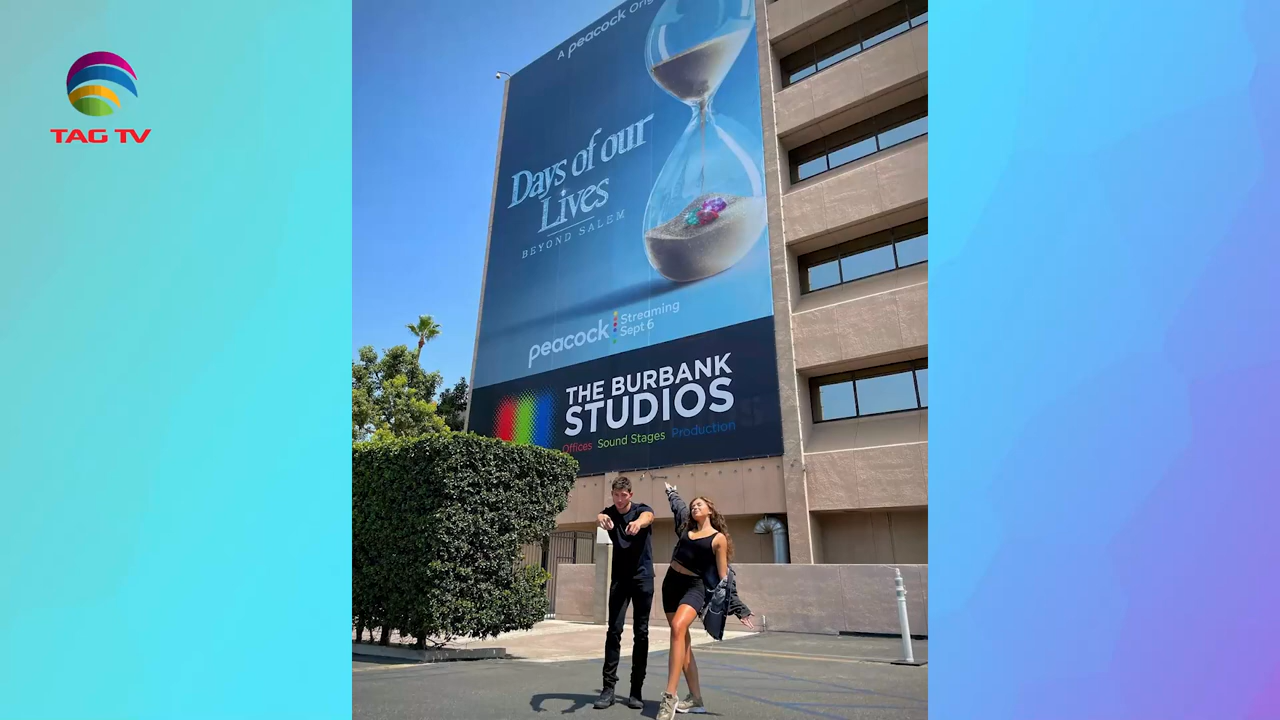 TAG TV
A peacock Orig
Days of our
Lives
BEYOND SALEM
peacock
Streaming
Sept 6
THE BURBANK
STUDIOS
Offices Sound Stages Production